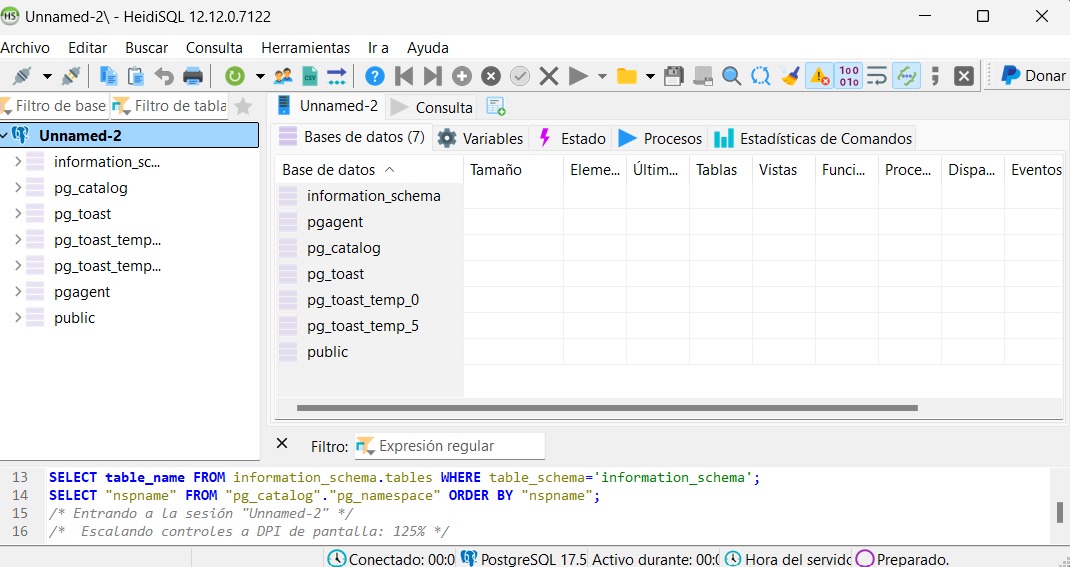 Unnamed-2\ - HeidiSQL 12.12.0.7122
Archivo Editar Buscar Consulta Herramientas Ir a Ayuda
Donar
Filtro de base Filtro de tabla
Unnamed-2 Consulta
Unnamed-2
information_sc...
pg_catalog
pg_toast
pg_toast_temp...
pg_toast_temp...
pgagent
public
Bases de datos (7) Variables Estado Procesos Estadísticas de Comandos
Base de datos Tamaño Eleme... Últim... Tablas Vistas Funci... Proce... Dispa... Eventos
information_schema
pgagent
pg_catalog
pg_toast
pg_toast_temp_0
pg_toast_temp_5
public
Filtro: Expresión regular
13 SELECT table_name FROM information_schema.tables WHERE table_schema='information_schema';
14 SELECT "nspname" FROM "pg_catalog"."pg_namespace" ORDER BY "nspname";
15 /* Entrando a la sesión "Unnamed-2" */
16 /* Escalando controles a DPI de pantalla: 125% */
Conectado: 00:0 PostgreSQL 17.5 Activo durante: 00:0 Hora del servido Preparado.